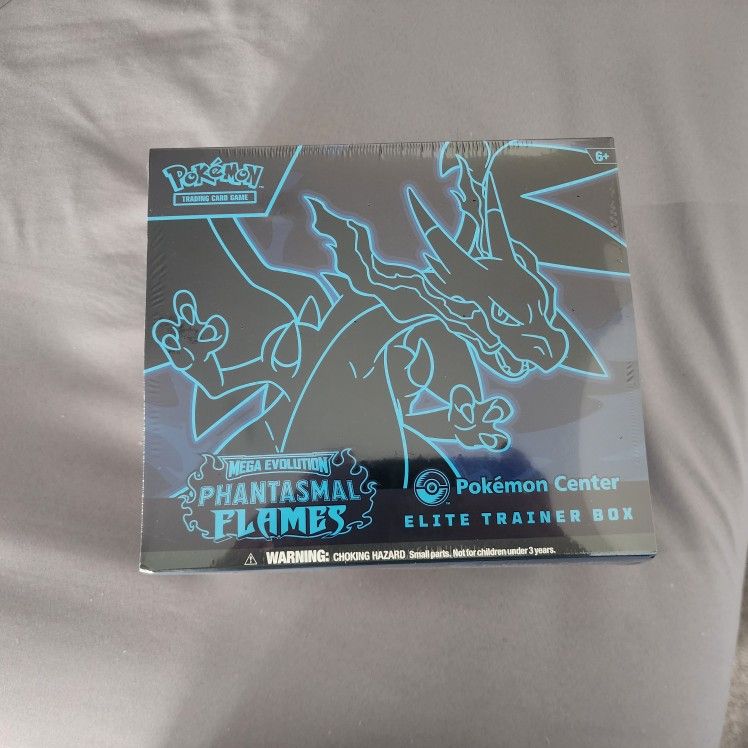 POKéMON
TRADING CARD GAME
6+
MEGA EVOLUTION
PHANTASMAL
FLAMES
Pokémon Center
ELITE TRAINER BOX
WARNING: CHOKING HAZARD Small parts. Not for children under 3 years.